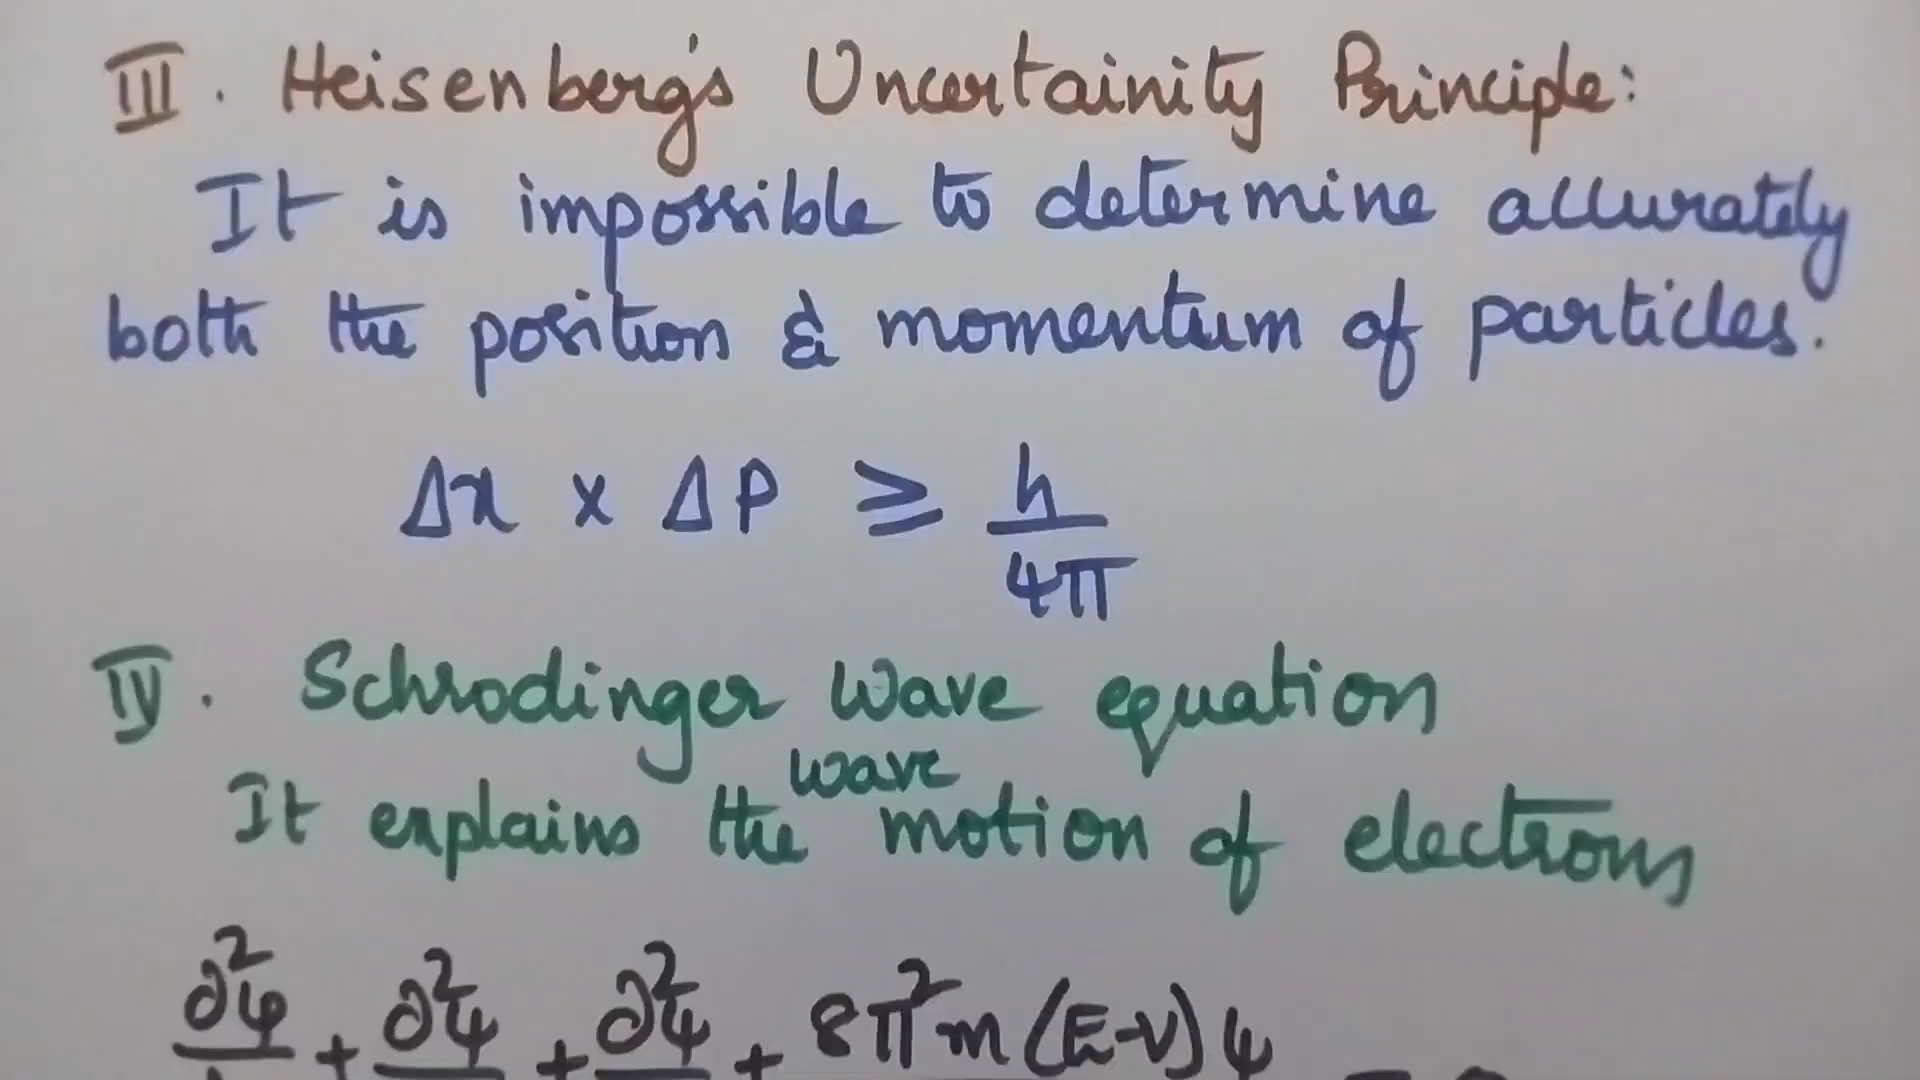 III. Heisenberg's Uncertainity Principle:
It is impossible to determine accurately
both the position & momentum of particles.
Δx × ΔP ≥ h/4π
IV. Schrodinger Wave equation
It explains the wave motion of electrons
∂²ψ + ∂²ψ + ∂²ψ + 8π²m (E-V) ψ